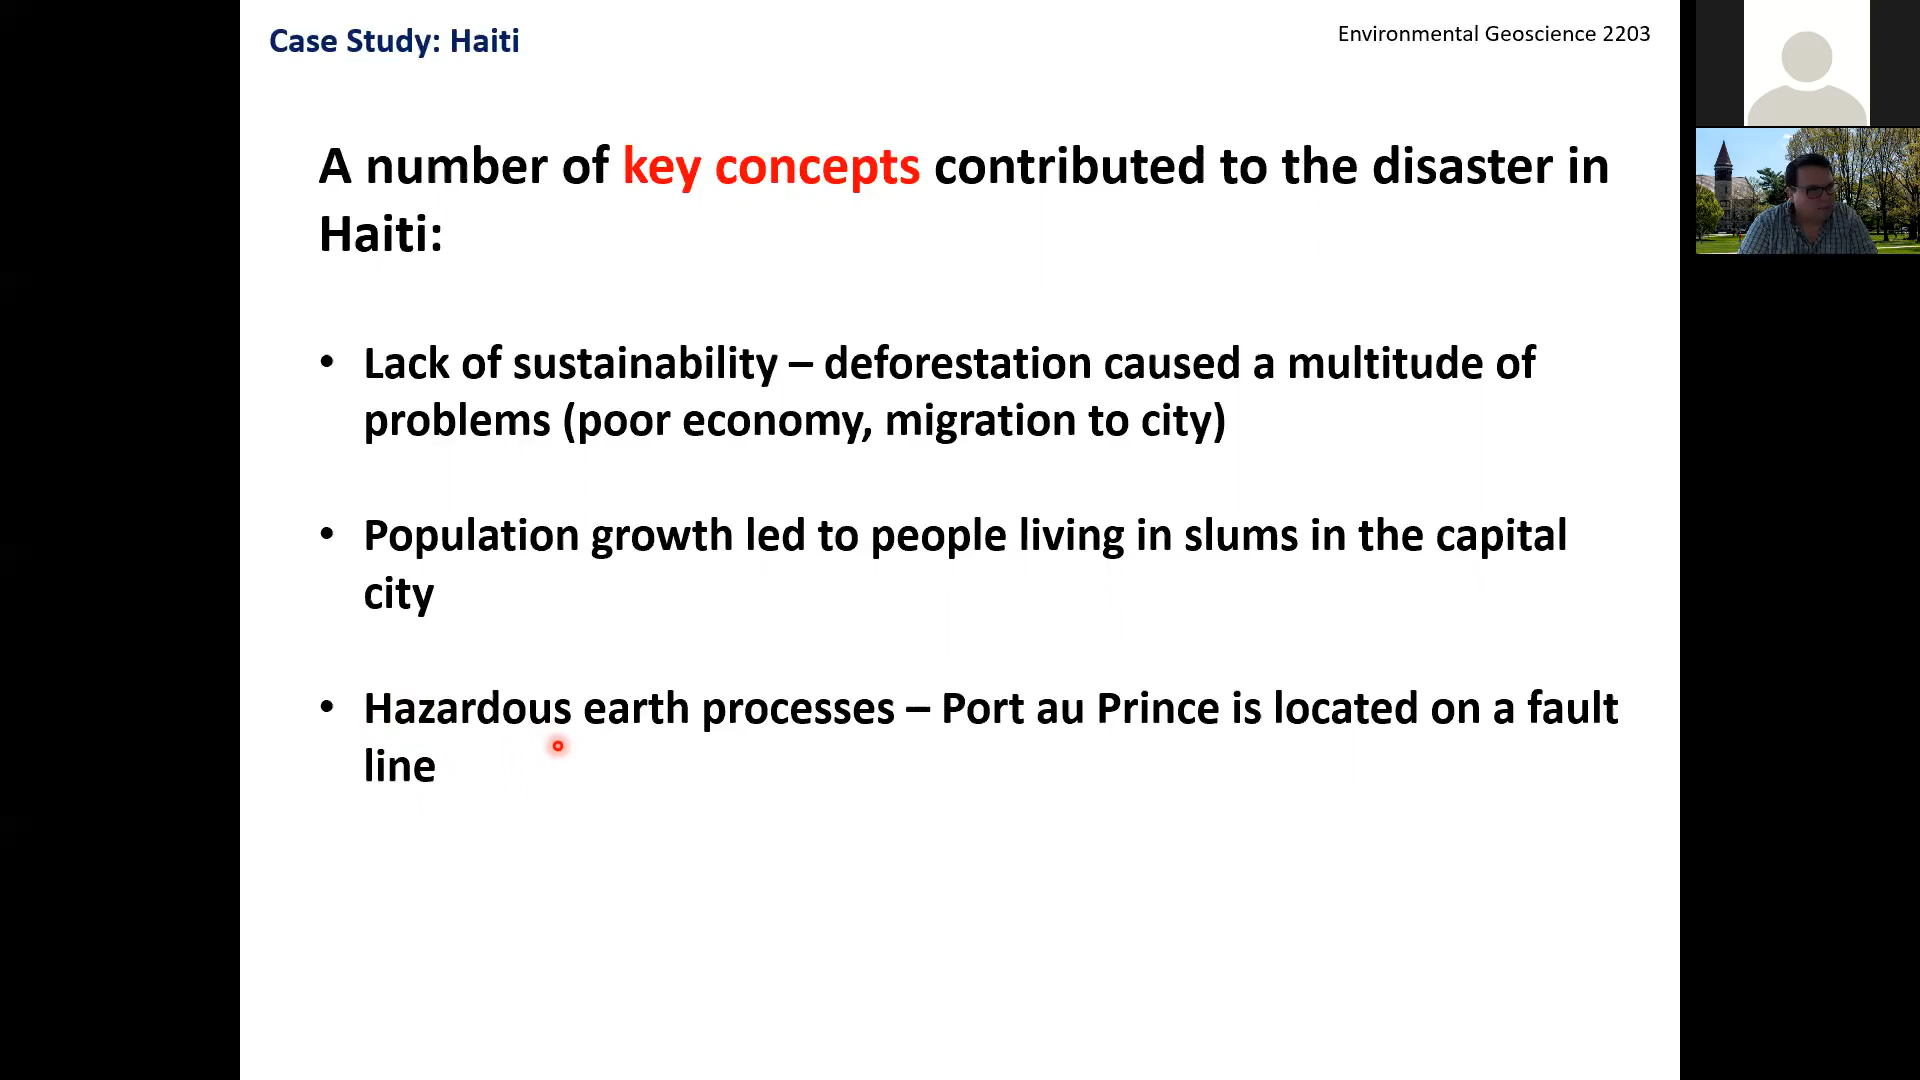 Case Study: Haiti
Environmental Geoscience 2203
A number of key concepts contributed to the disaster in
Haiti:
• Lack of sustainability – deforestation caused a multitude of
problems (poor economy, migration to city)
• Population growth led to people living in slums in the capital
city
• Hazardous earth processes – Port au Prince is located on a fault
line